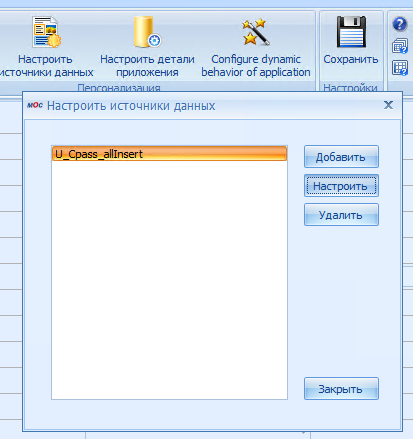 Настроить
источники данных
Настроить детали
приложения
Configure dynamic
behavior of application
Сохранить
Персонализация
Настройки
MOC Настроить источники данных
U_Cpass_allInsert
Добавить
Настроить
Удалить
Закрыть